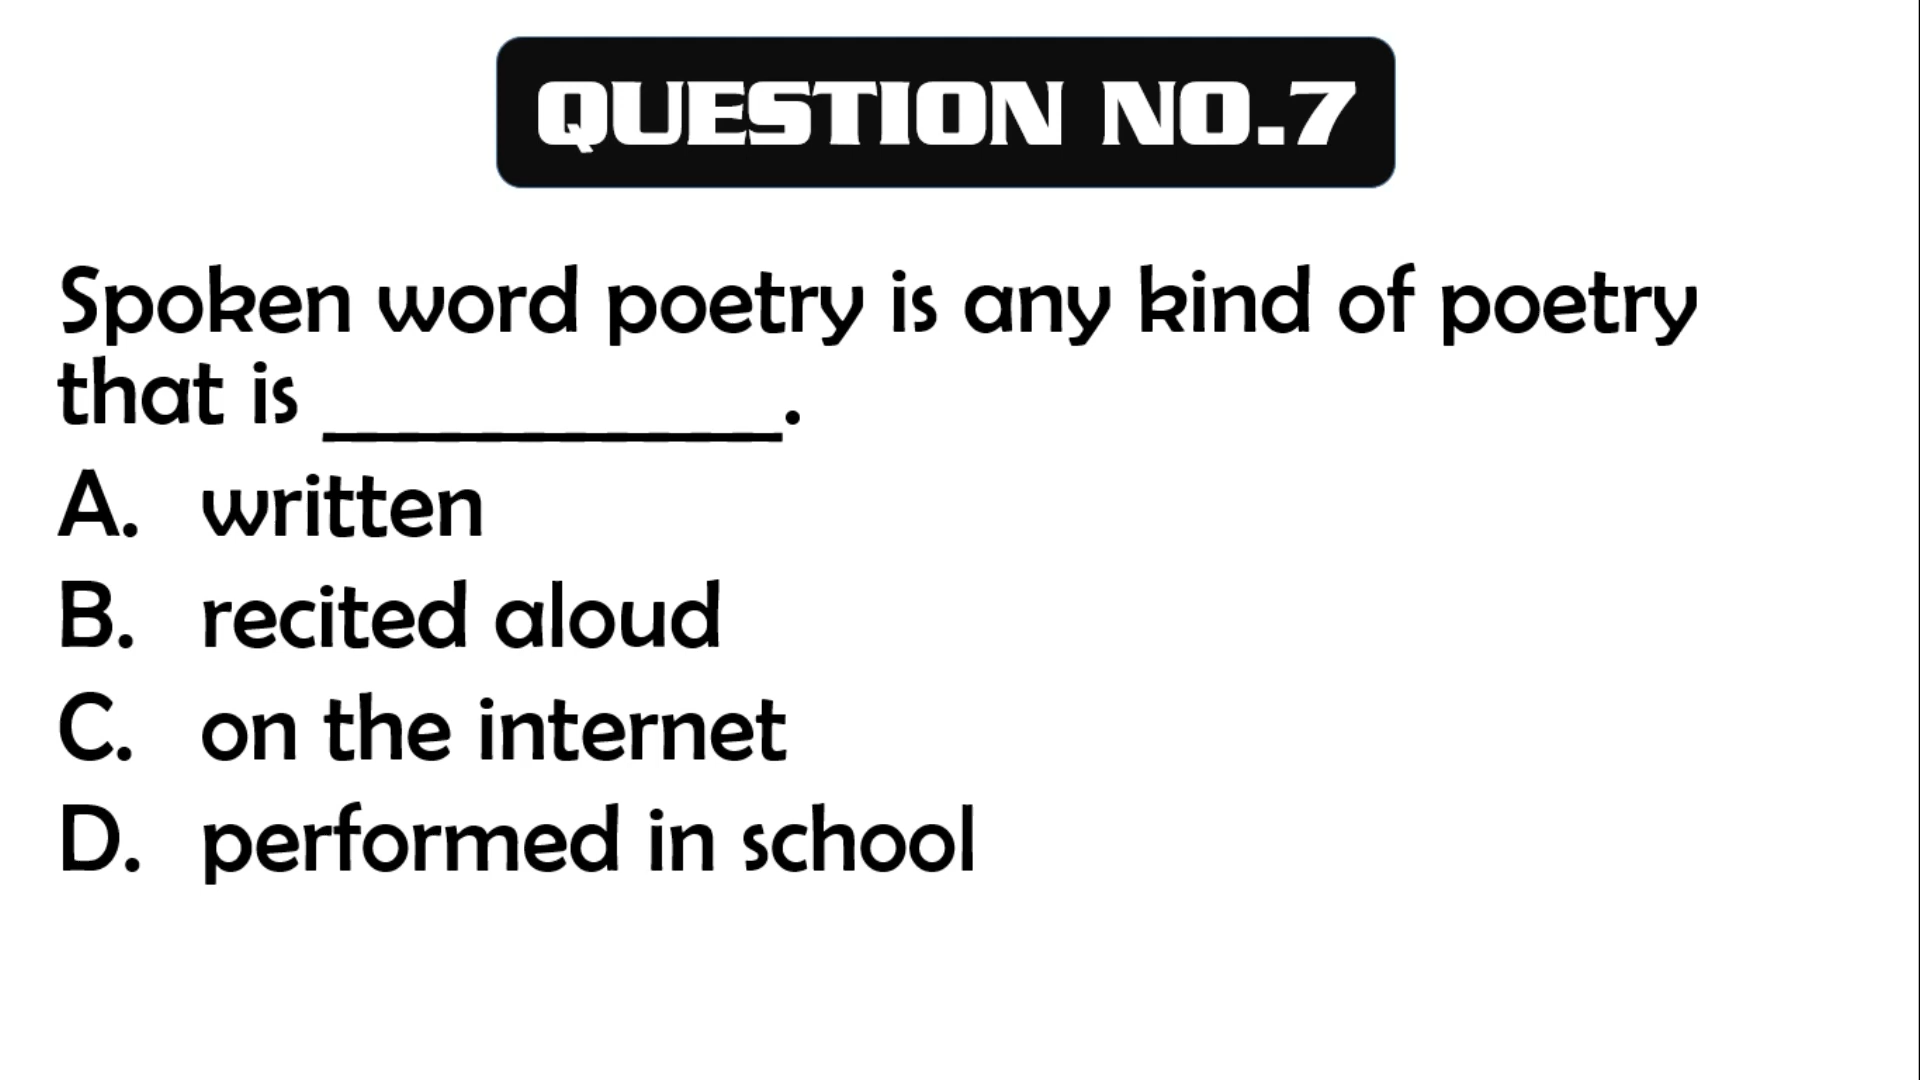 QUESTION NO.7
Spoken word poetry is any kind of poetry
that is ___________.
A. written
B. recited aloud
C. on the internet
D. performed in school